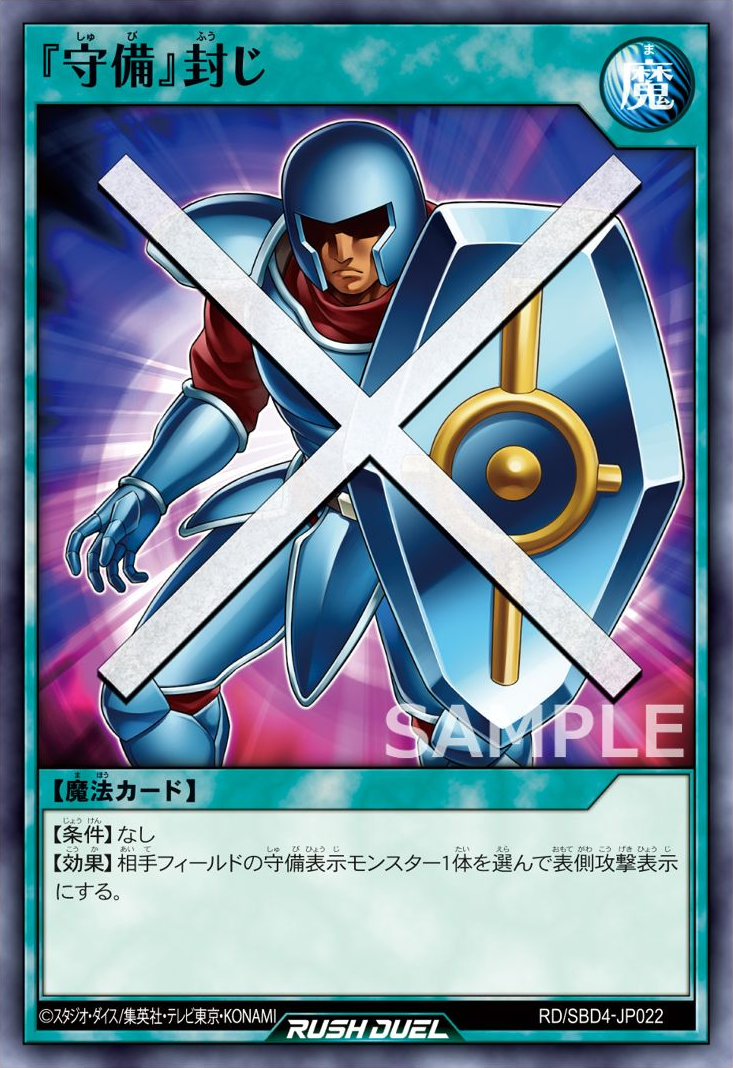 『守備』封じ
魔
SAMPLE
【魔法カード】
【条件】なし
【効果】相手フィールドの守備表示モンスター1体を選んで表側攻撃表示
にする。
©スタジオ・ダイス/集英社・テレビ東京・KONAMI
RUSH DUEL
RD/SBD4-JP022